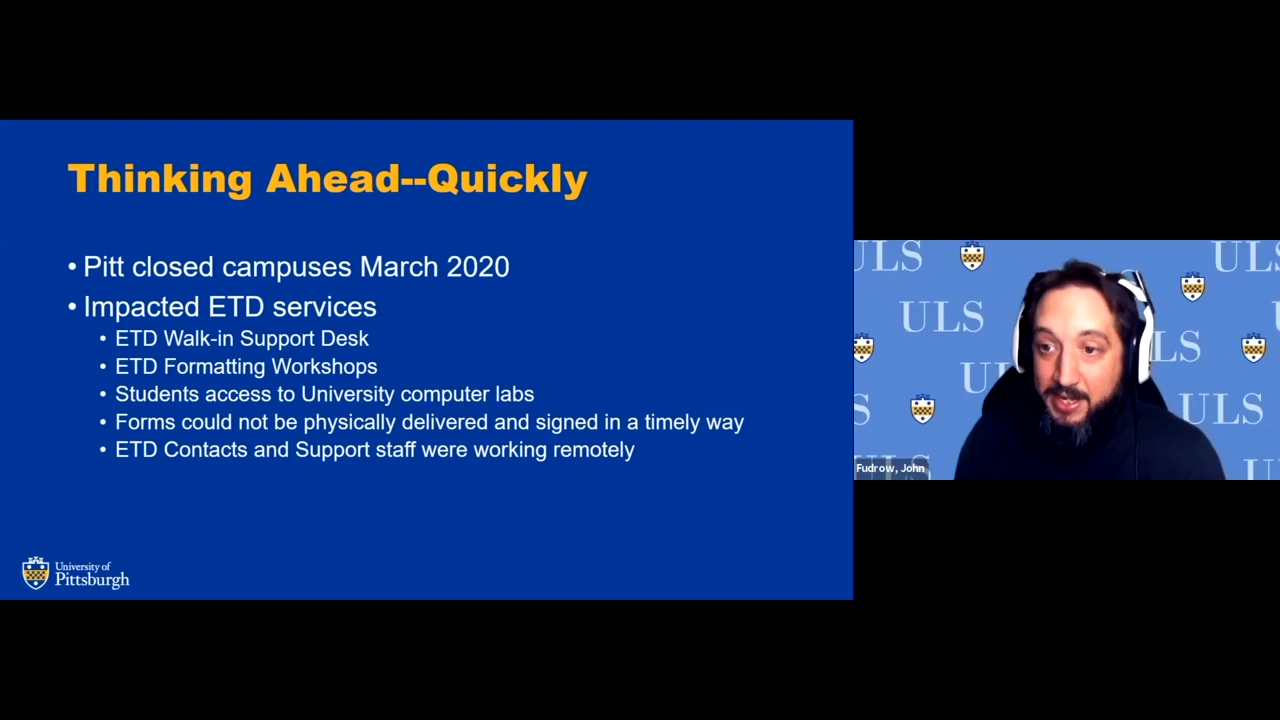 Thinking Ahead--Quickly
• Pitt closed campuses March 2020
• Impacted ETD services
• ETD Walk-in Support Desk
• ETD Formatting Workshops
• Students access to University computer labs
• Forms could not be physically delivered and signed in a timely way
• ETD Contacts and Support staff were working remotely
University of
Pittsburgh
ULS
ULS
ULS
LS
UL
S
ULS
ULS
U
Fudrow, John